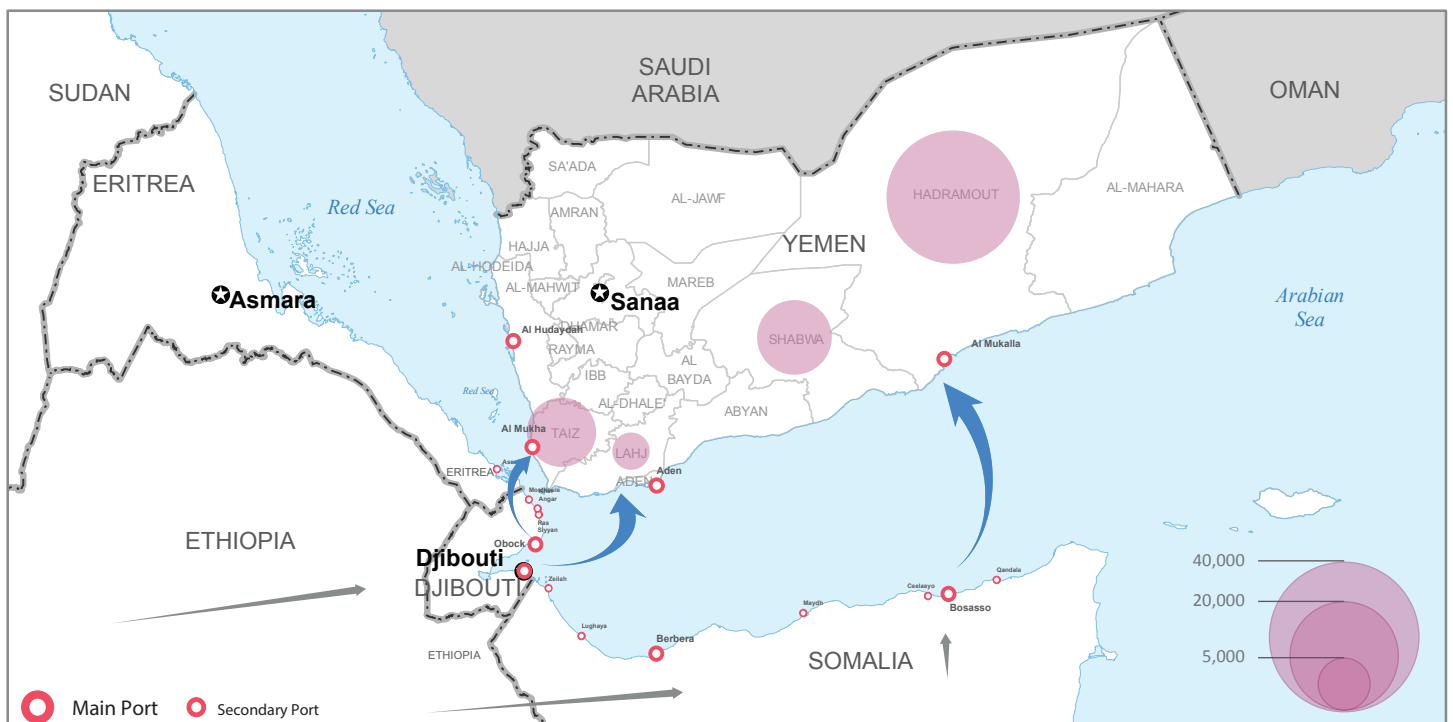 SUDAN
SAUDI
ARABIA
OMAN
SA'ADA
ERITREA
AL-JAWF
AL-MAHARA
HADRAMOUT
Red Sea
AMRAN
HAJJA
YEMEN
AL-HODEIDA
AL-MAHWIT
MAREB
Asmara
Sanaa
Arabian
Sea
DHAMAR
Al Hudaydah
SHABWA
RAYMA
Al Mukalla
AL
BAYDA
IBB
Red Sea
AL-DHALE
ABYAN
Al Mukha
TAIZ
LAHJ
ERITREA
Aden
ADEN
Angar
Ras
Siyyan
ETHIOPIA
Obock
Djibouti
DJIBOUTI
Zeilah
Qandala
Ceelaayo
Bosasso
Maydh
Lughaya
Berbera
ETHIOPIA
SOMALIA
40,000
20,000
5,000
Main Port
Secondary Port